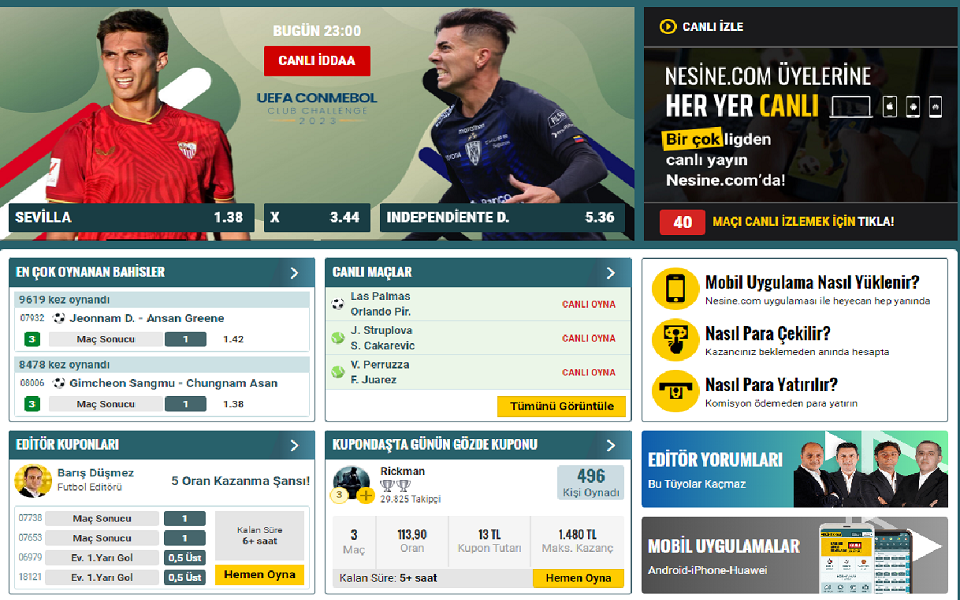 BUGÜN 23:00
CANLI İDDAA
UEFA CONMEBOL
CLUB CHALLENGE
2023
SEVİLLA 1.38
X 3.44
INDEPENDİENTE D. 5.36
CANLI İZLE
NESİNE.COM ÜYELERİNE
HER YER CANLI
Bir çok ligden
canlı yayın
Nesine.com'da!
40 MAÇI CANLI İZLEMEK İÇİN TIKLA!
EN ÇOK OYNANAN BAHİSLER
9619 kez oynandı
07932 Jeonnam D. - Ansan Greene
3 Maç Sonucu 1 1.42
8478 kez oynandı
08006 Gimcheon Sangmu - Chungnam Asan
3 Maç Sonucu 1 1.38
CANLI MAÇLAR
Las Palmas
Orlando Pir.
CANLI OYNA
J. Struplova
S. Cakarevic
CANLI OYNA
V. Perruzza
F. Juarez
CANLI OYNA
Tümünü Görüntüle
Mobil Uygulama Nasıl Yüklenir?
Nesine.com uygulaması ile heyecan hep yanında
Nasıl Para Çekilir?
Kazancınız beklemeden anında hesapta
Nasıl Para Yatırılır?
Komisyon ödemeden para yatırın
EDİTÖR KUPONLARI
Barış Düşmez
Futbol Editörü
5 Oran Kazanma Şansı!
07738 Maç Sonucu 1
07653 Maç Sonucu 1
06979 Ev. 1.Yarı Gol 0,5 Üst
18121 Ev. 1.Yarı Gol 0,5 Üst
Kalan Süre
6+ saat
Hemen Oyna
KUPONDAŞ'TA GÜNÜN GÖZDE KUPONU
3
Rickman
29.825 Takipçi
496
Kişi Oynadı
3 113,90 13 TL 1.480 TL
Maç Oran Kupon Tutarı Maks. Kazanç
Kalan Süre: 5+ saat
Hemen Oyna
EDİTÖR YORUMLARI
Bu Tüyolar Kaçmaz
MOBİL UYGULAMALAR
Android-iPhone-Huawei